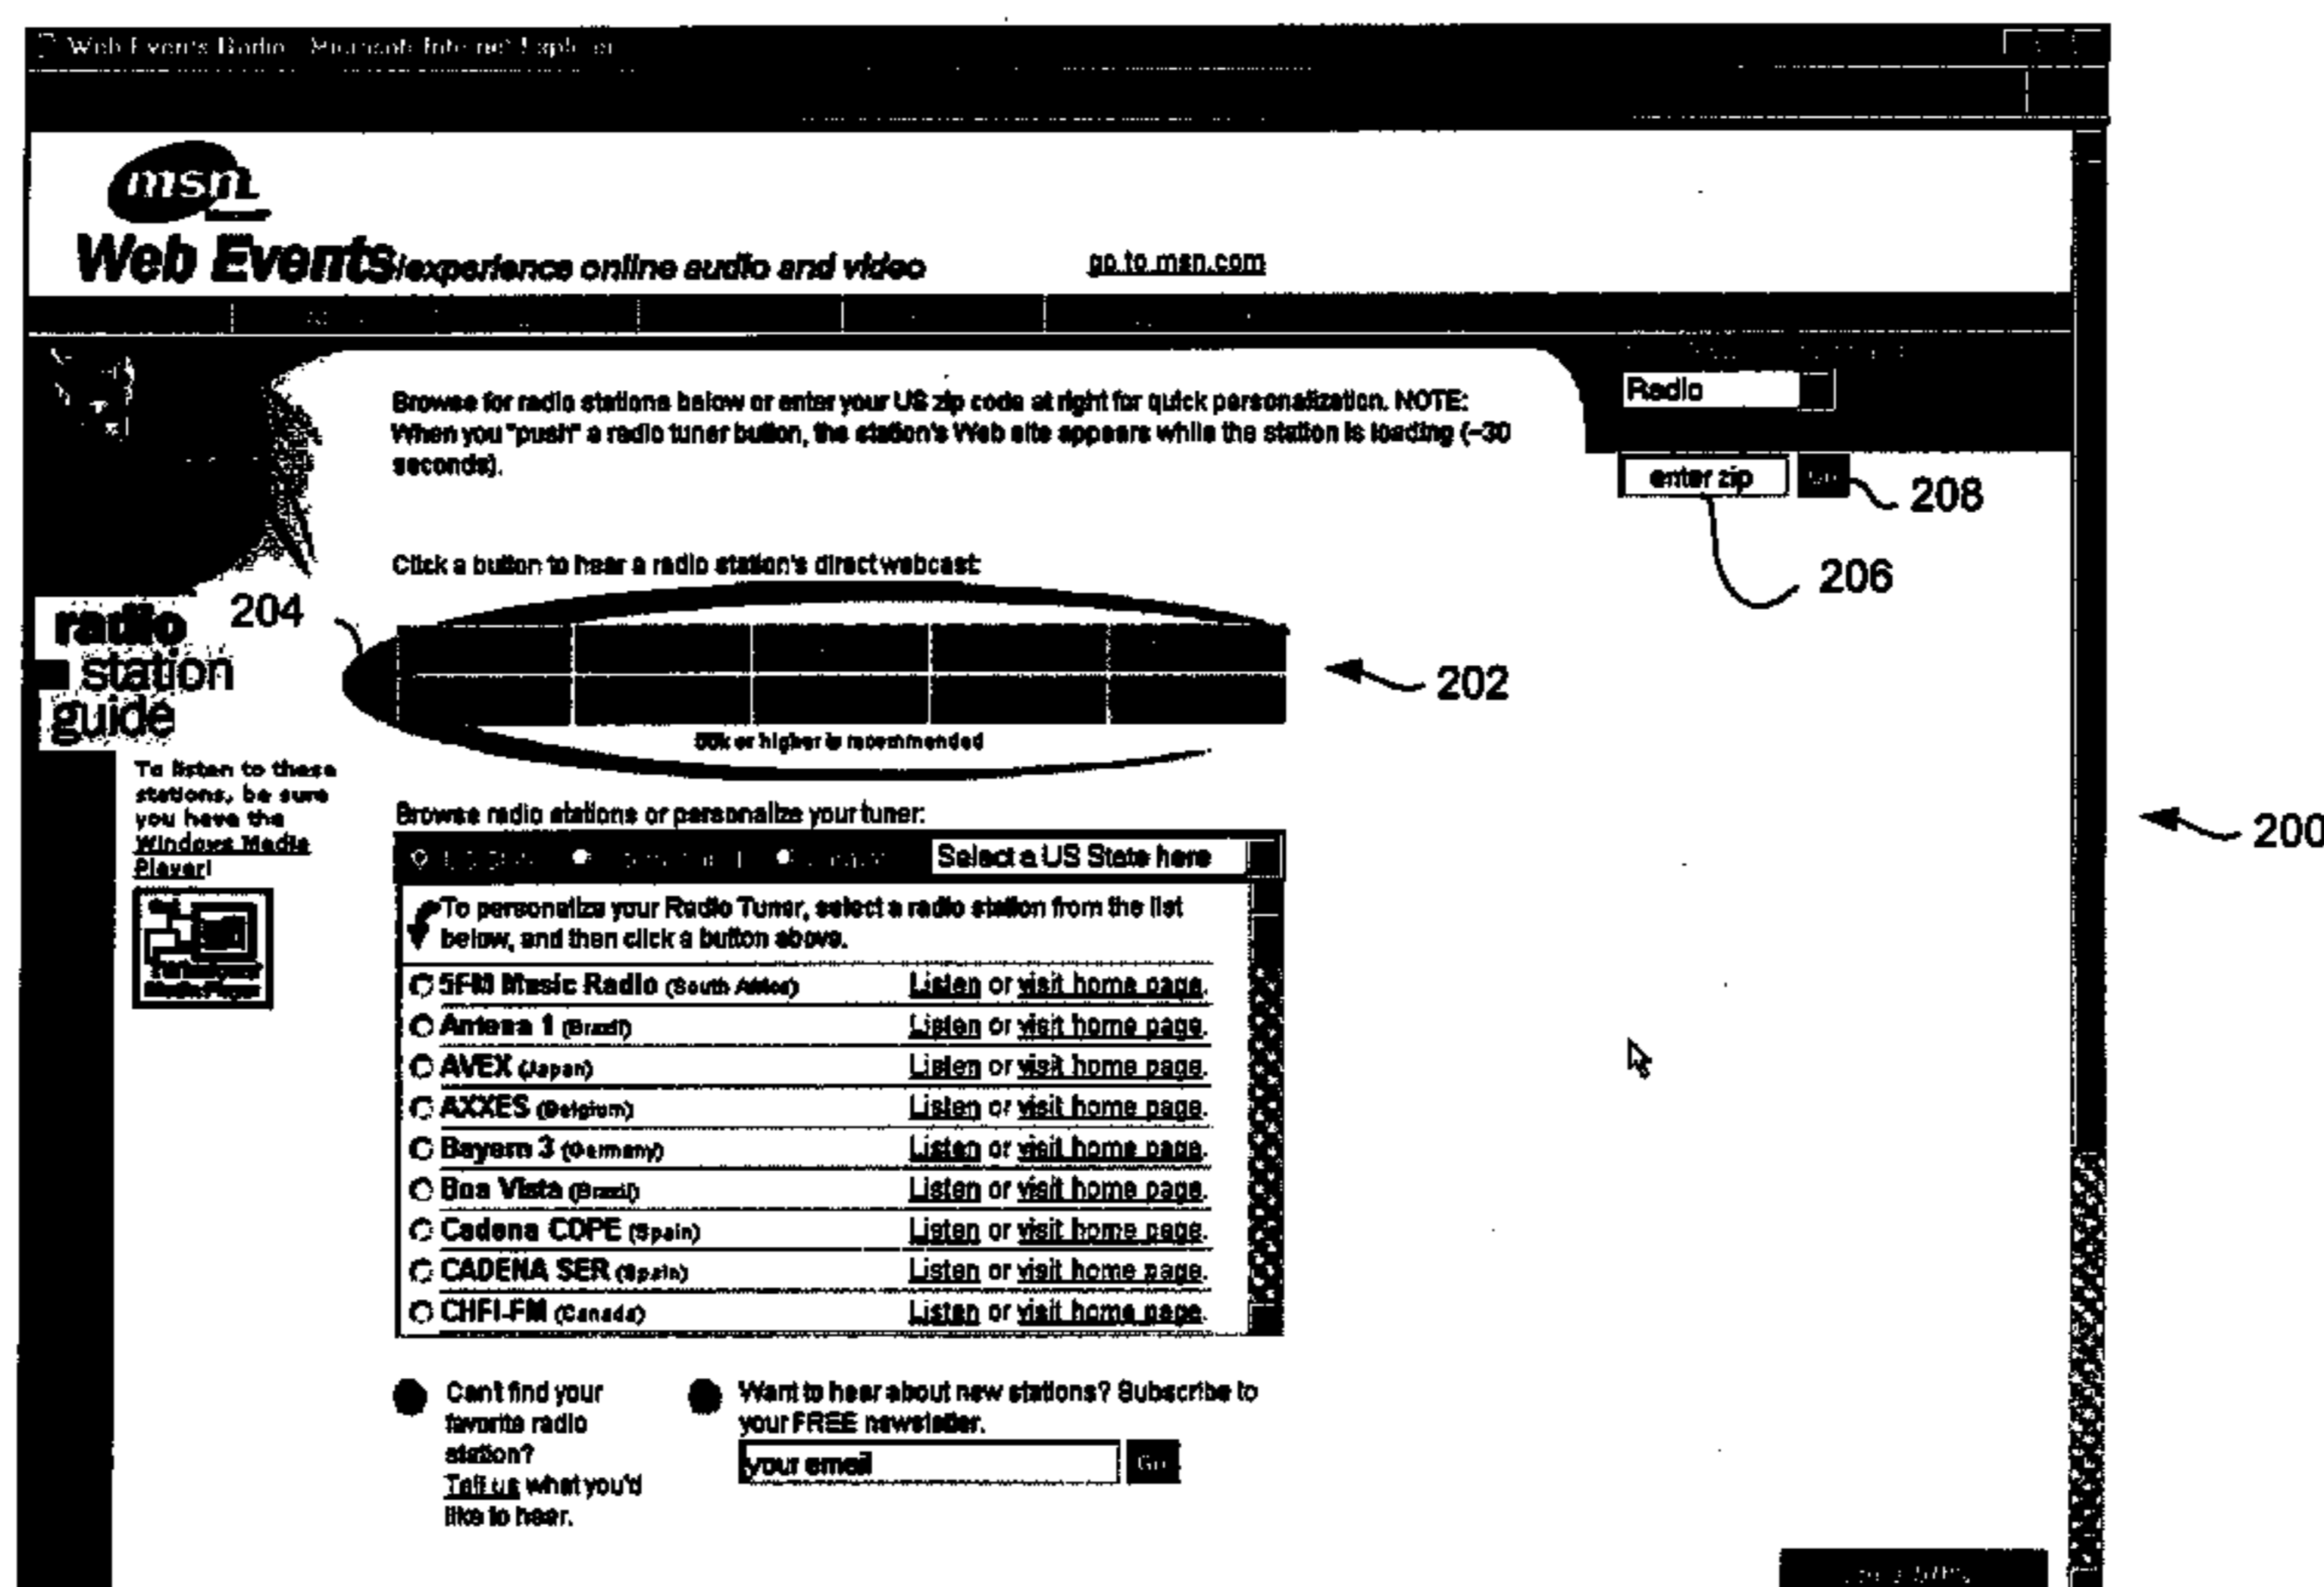 Web Events Radio Microsoft Internet Explorer
msn
Web Events/experience online audio and video
go to msn.com
Browse for radio stations below or enter your US zip code at right for quick personalization. NOTE:
When you "push" a radio tuner button, the station's Web site appears while the station is loading (~30
seconds).
Radio
enter zip
Go
208
206
Click a button to hear a radio station's direct webcast:
204
202
or higher is recommended
radio
station
guide
To listen to these
stations, be sure
you have the
Windows Media
Player!
200
Browse radio stations or personalize your tuner:
Select a US State here
To personalize your Radio Tuner, select a radio station from the list
below, and then click a button above.
5FM Music Radio (South Africa) Listen or visit home page.
Antena 1 (Brazil) Listen or visit home page.
AVEX (Japan) Listen or visit home page.
AXXES (Belgium) Listen or visit home page.
Bayern 3 (Germany) Listen or visit home page.
Boa Vista (Brazil) Listen or visit home page.
Cadena COPE (Spain) Listen or visit home page.
CADENA SER (Spain) Listen or visit home page.
CHFI-FM (Canada) Listen or visit home page.
Can't find your
favorite radio
station?
Tell us what you'd
like to hear.
Want to hear about new stations? Subscribe to
your FREE newsletter.
your email
Go